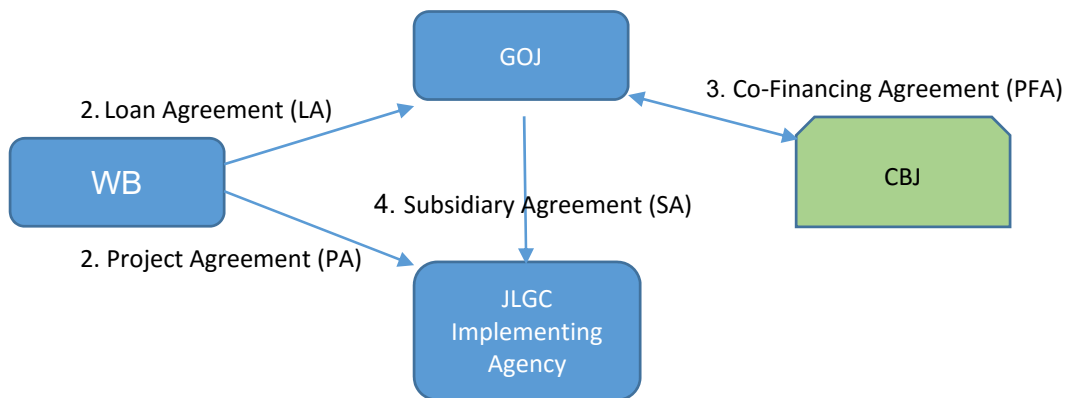 GOJ
3. Co-Financing Agreement (PFA)
2. Loan Agreement (LA)
WB
CBJ
4. Subsidiary Agreement (SA)
2. Project Agreement (PA)
JLGC
Implementing
Agency